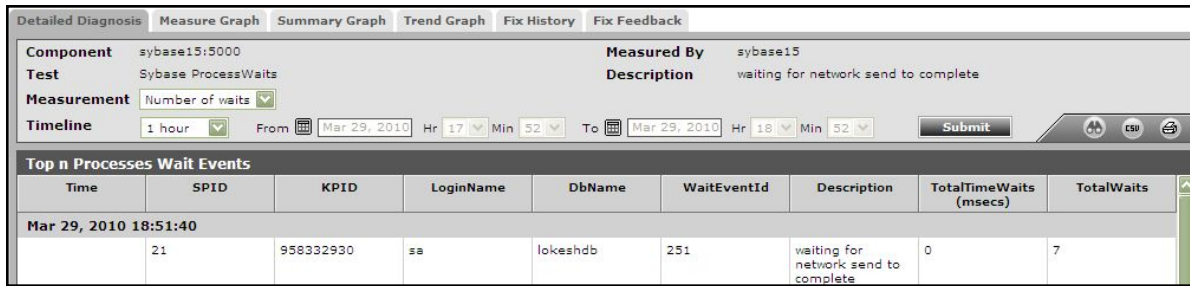 Detailed Diagnosis Measure Graph Summary Graph Trend Graph Fix History Fix Feedback
Component sybase15:5000 Measured By sybase15
Test Sybase ProcessWaits Description waiting for network send to complete
Measurement Number of waits
Timeline 1 hour From Mar 29, 2010 Hr 17 Min 52 To Mar 29, 2010 Hr 18 Min 52 Submit CSV
Top n Processes Wait Events
Time SPID KPID LoginName DbName WaitEventId Description TotalTimeWaits (msecs) TotalWaits
Mar 29, 2010 18:51:40
21 958332930 sa lokeshdb 251 waiting for network send to complete 0 7